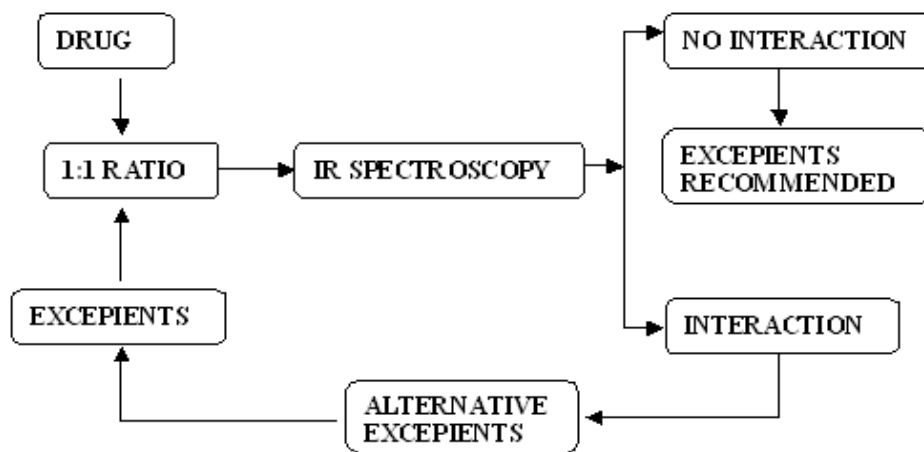 DRUG
NO INTERACTION
1:1 RATIO
IR SPECTROSCOPY
EXCEPIENTS
RECOMMENDED
EXCEPIENTS
INTERACTION
ALTERNATIVE
EXCEPIENTS